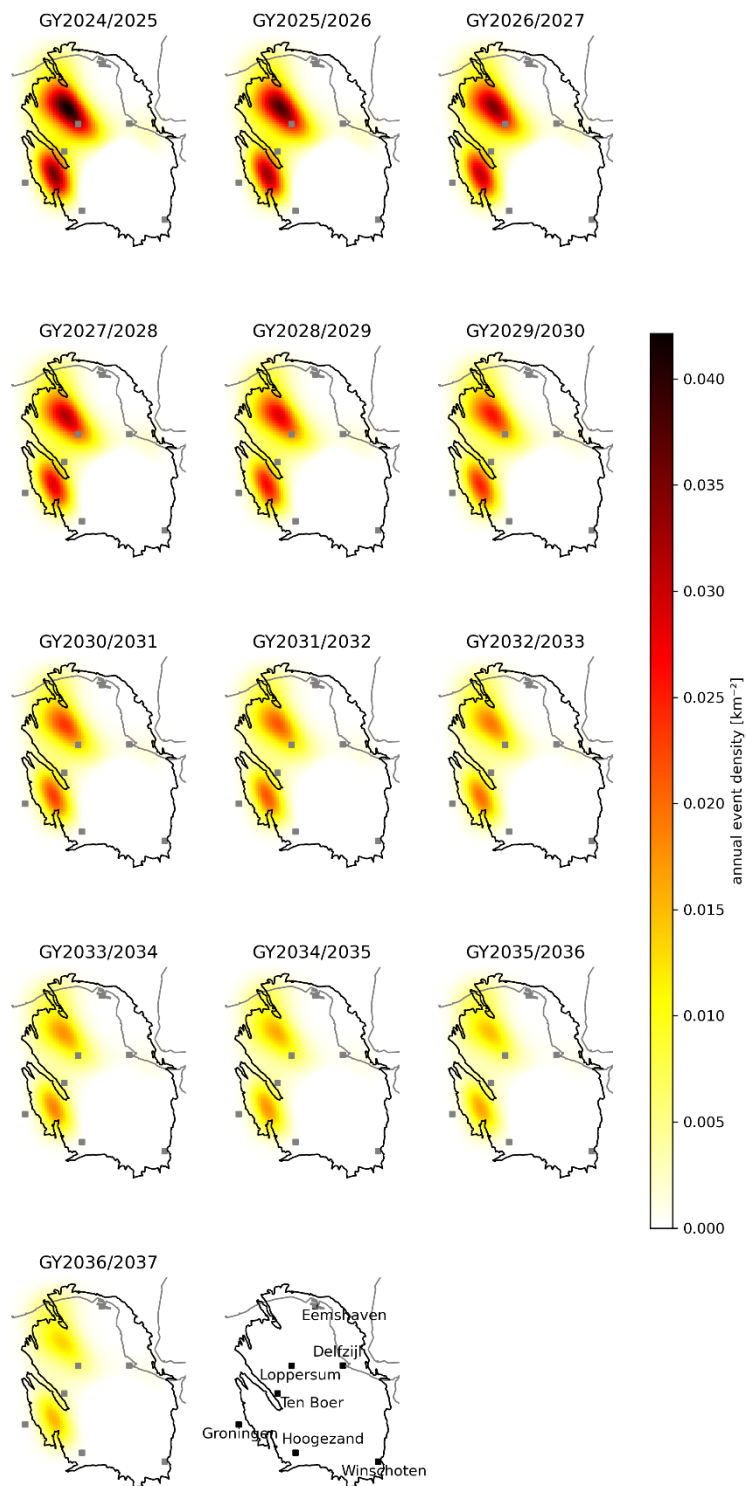 GY2024/2025
GY2025/2026
GY2026/2027
GY2027/2028
GY2028/2029
GY2029/2030
GY2030/2031
GY2031/2032
GY2032/2033
GY2033/2034
GY2034/2035
GY2035/2036
GY2036/2037
0.040
0.035
0.030
0.025
0.020
0.015
0.010
0.005
0.000
annual event density [km⁻²]
Eemshaven
Delfzijl
Loppersum
Ten Boer
Groningen
Hoogezand
Winschoten